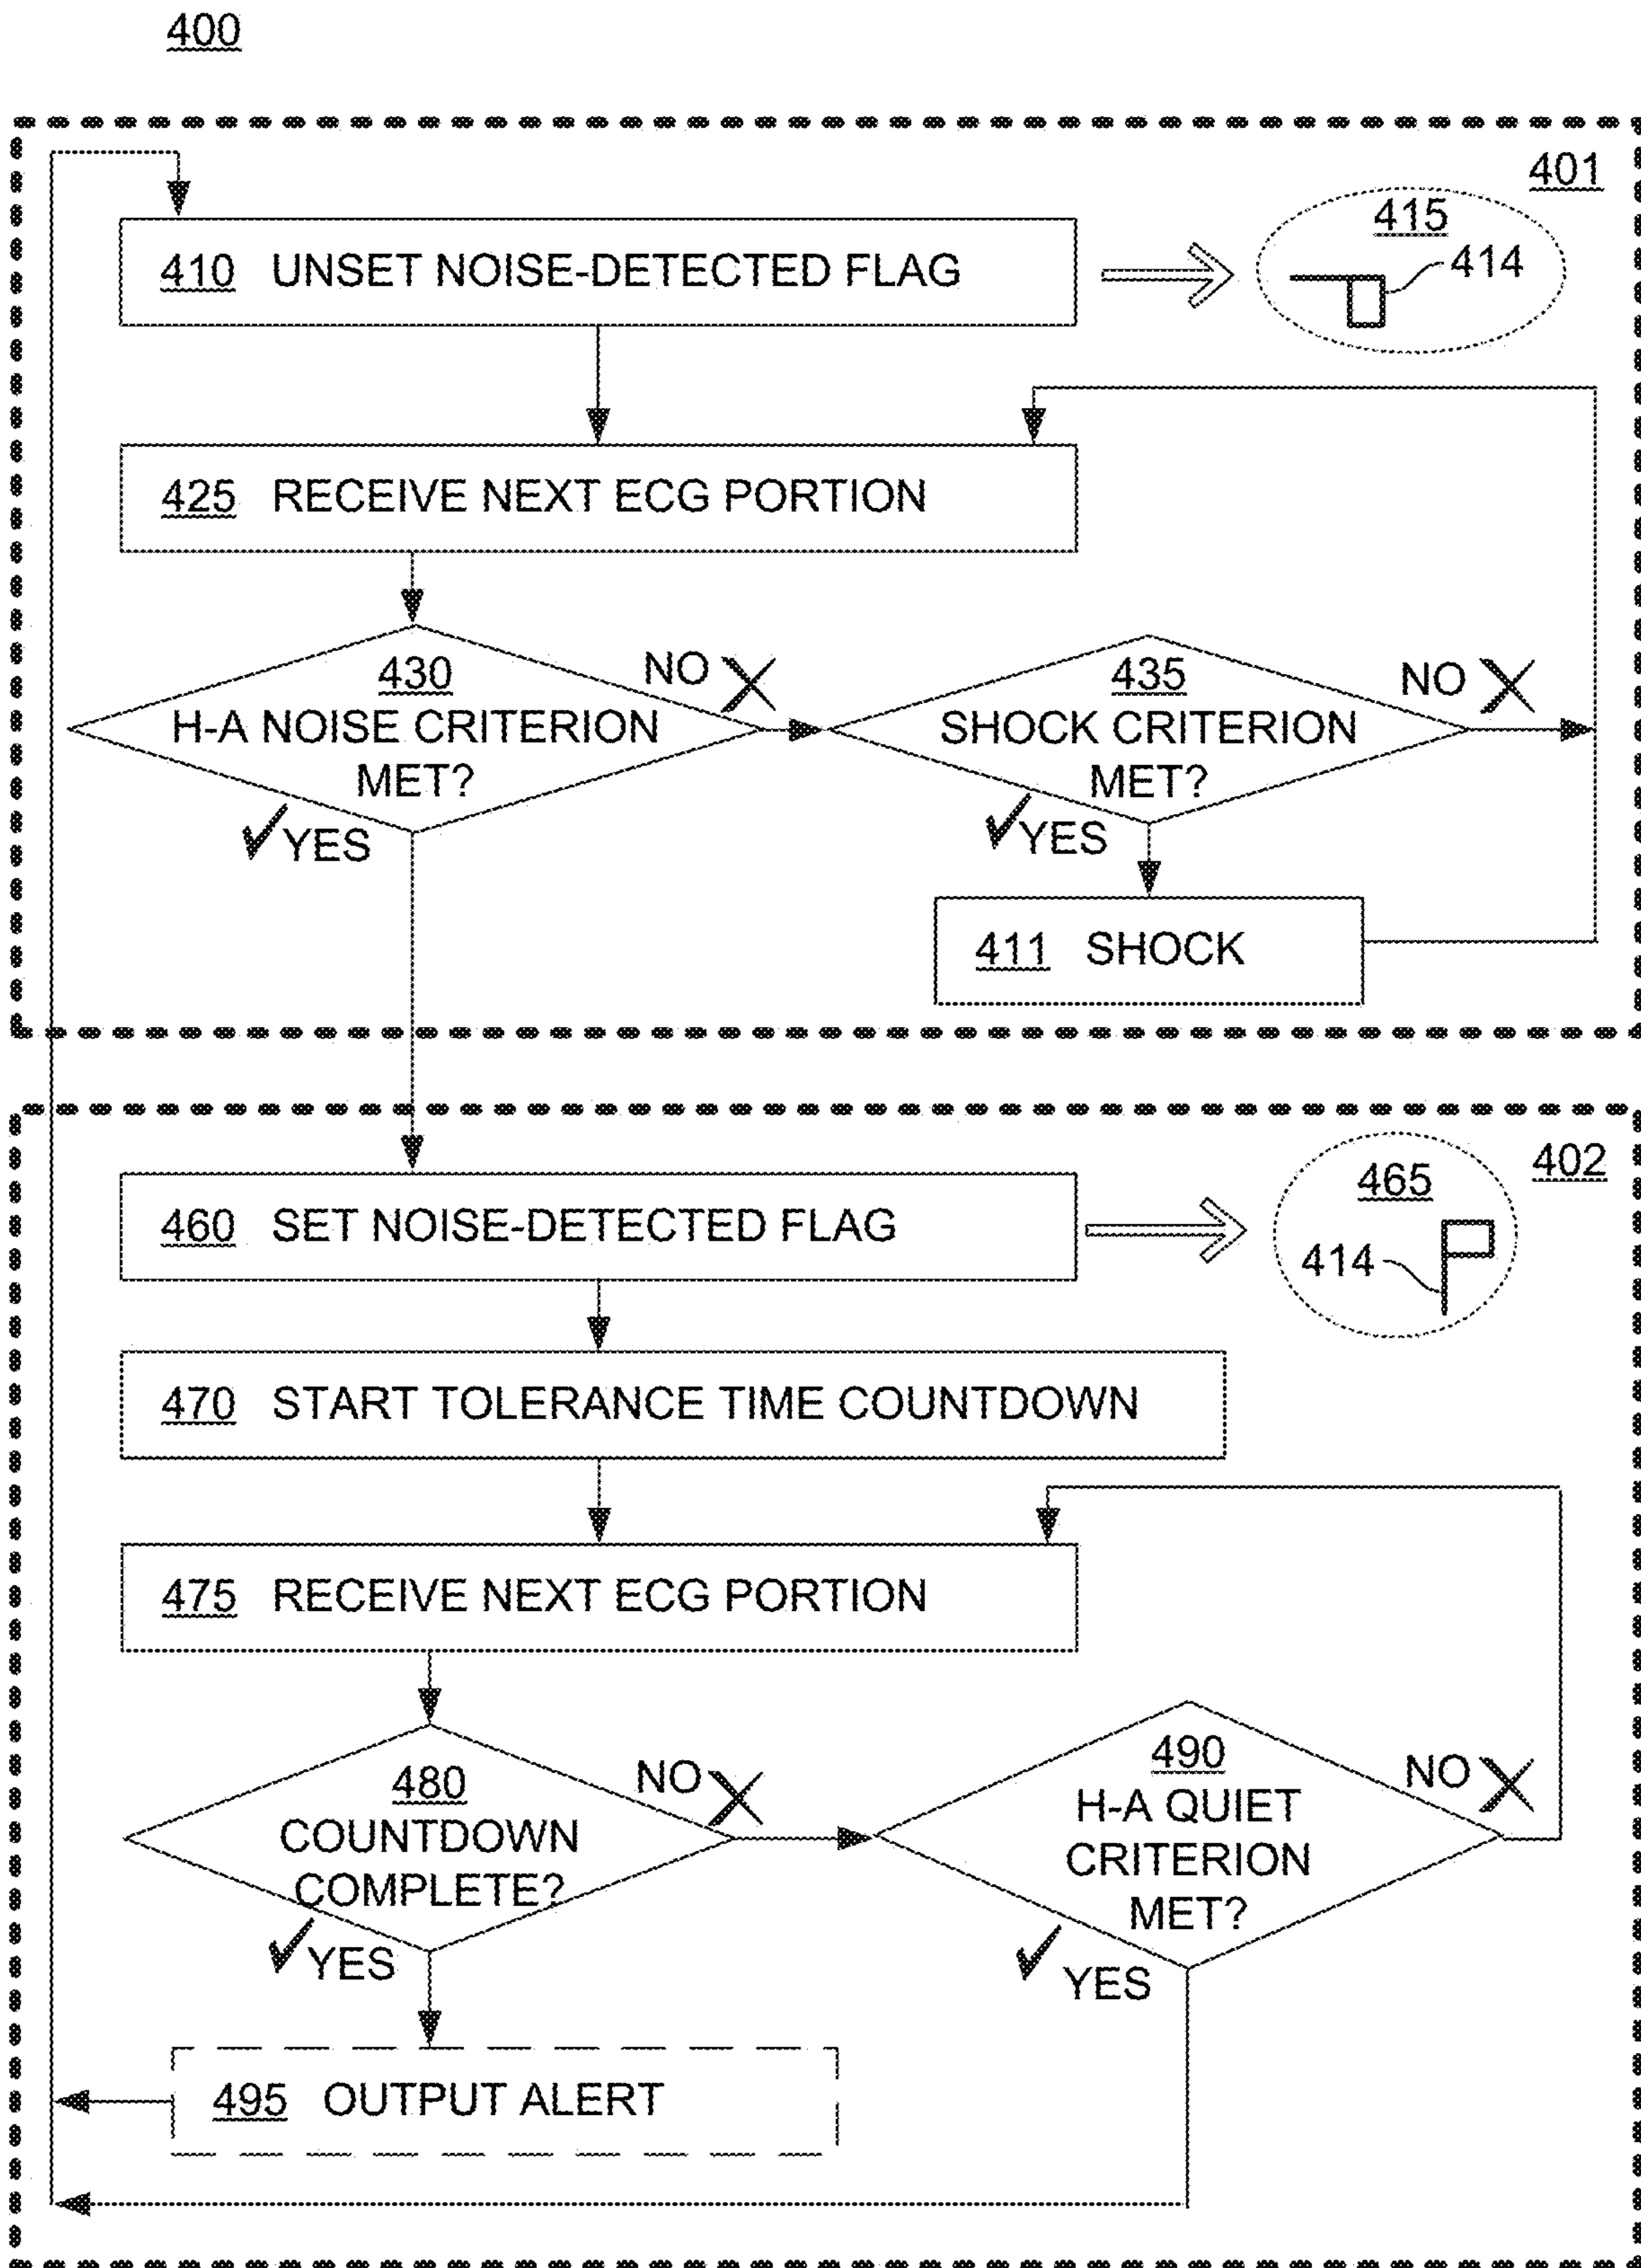 400
401
415
410 UNSET NOISE-DETECTED FLAG
414
425 RECEIVE NEXT ECG PORTION
430
H-A NOISE CRITERION
MET?
NO
YES
435
SHOCK CRITERION
MET?
NO
YES
411 SHOCK
402
465
460 SET NOISE-DETECTED FLAG
414
470 START TOLERANCE TIME COUNTDOWN
475 RECEIVE NEXT ECG PORTION
480
COUNTDOWN
COMPLETE?
NO
YES
490
H-A QUIET
CRITERION
MET?
NO
YES
495 OUTPUT ALERT